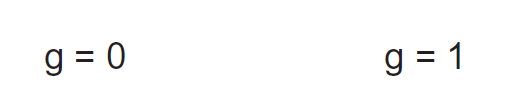 g = 0 g = 1